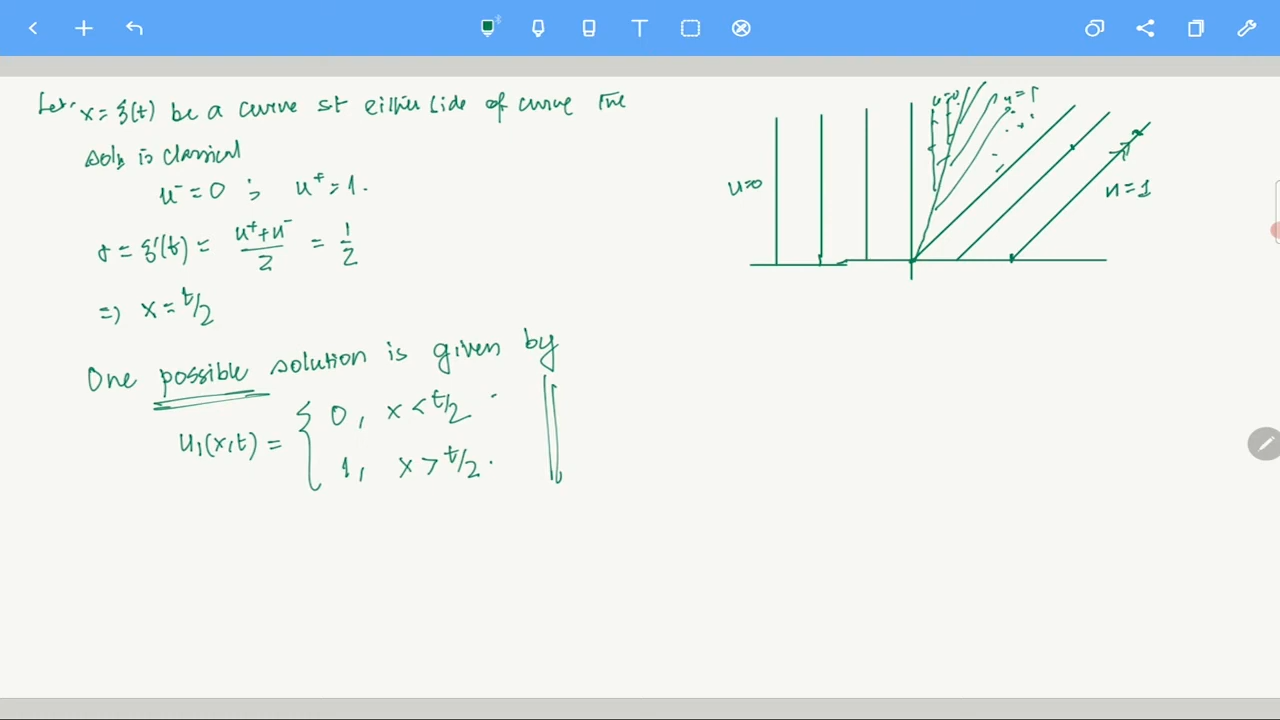 Let, x = ξ(t) be a curve st either side of curve the
soln is classical
u⁻ = 0 ; u⁺ = 1.
σ = ξ'(t) = (u⁺ + u⁻)/2 = 1/2
⇒ x = t/2
One possible solution is given by
u₁(x,t) = { 0, x < t/2 .
1, x > t/2 .
T
u=0
u=0
u=1
u=1